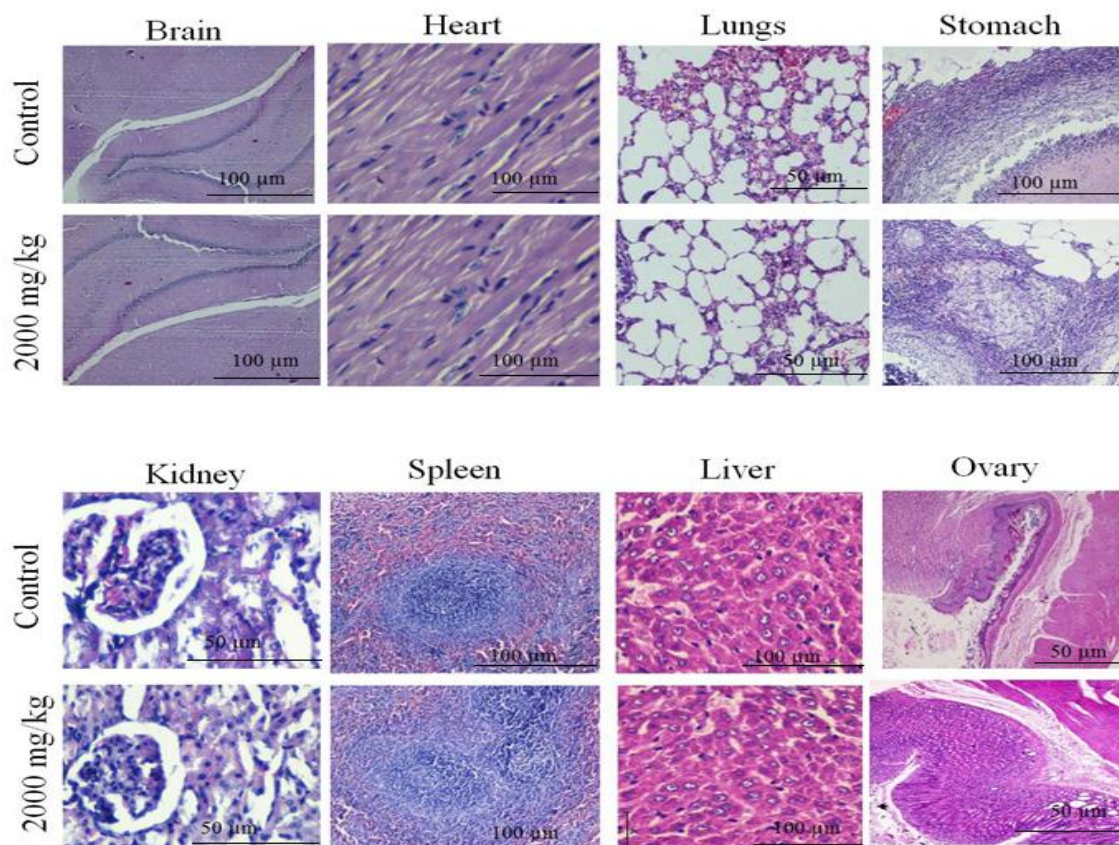 Brain Heart Lungs Stomach
Control
100 µm 100 µm 50 µm 100 µm
2000 mg/kg
100 µm 100 µm 50 µm 100 µm
Kidney Spleen Liver Ovary
Control
50 µm 100 µm 100 µm 50 µm
2000 mg/kg
50 µm 100 µm 100 µm 50 µm